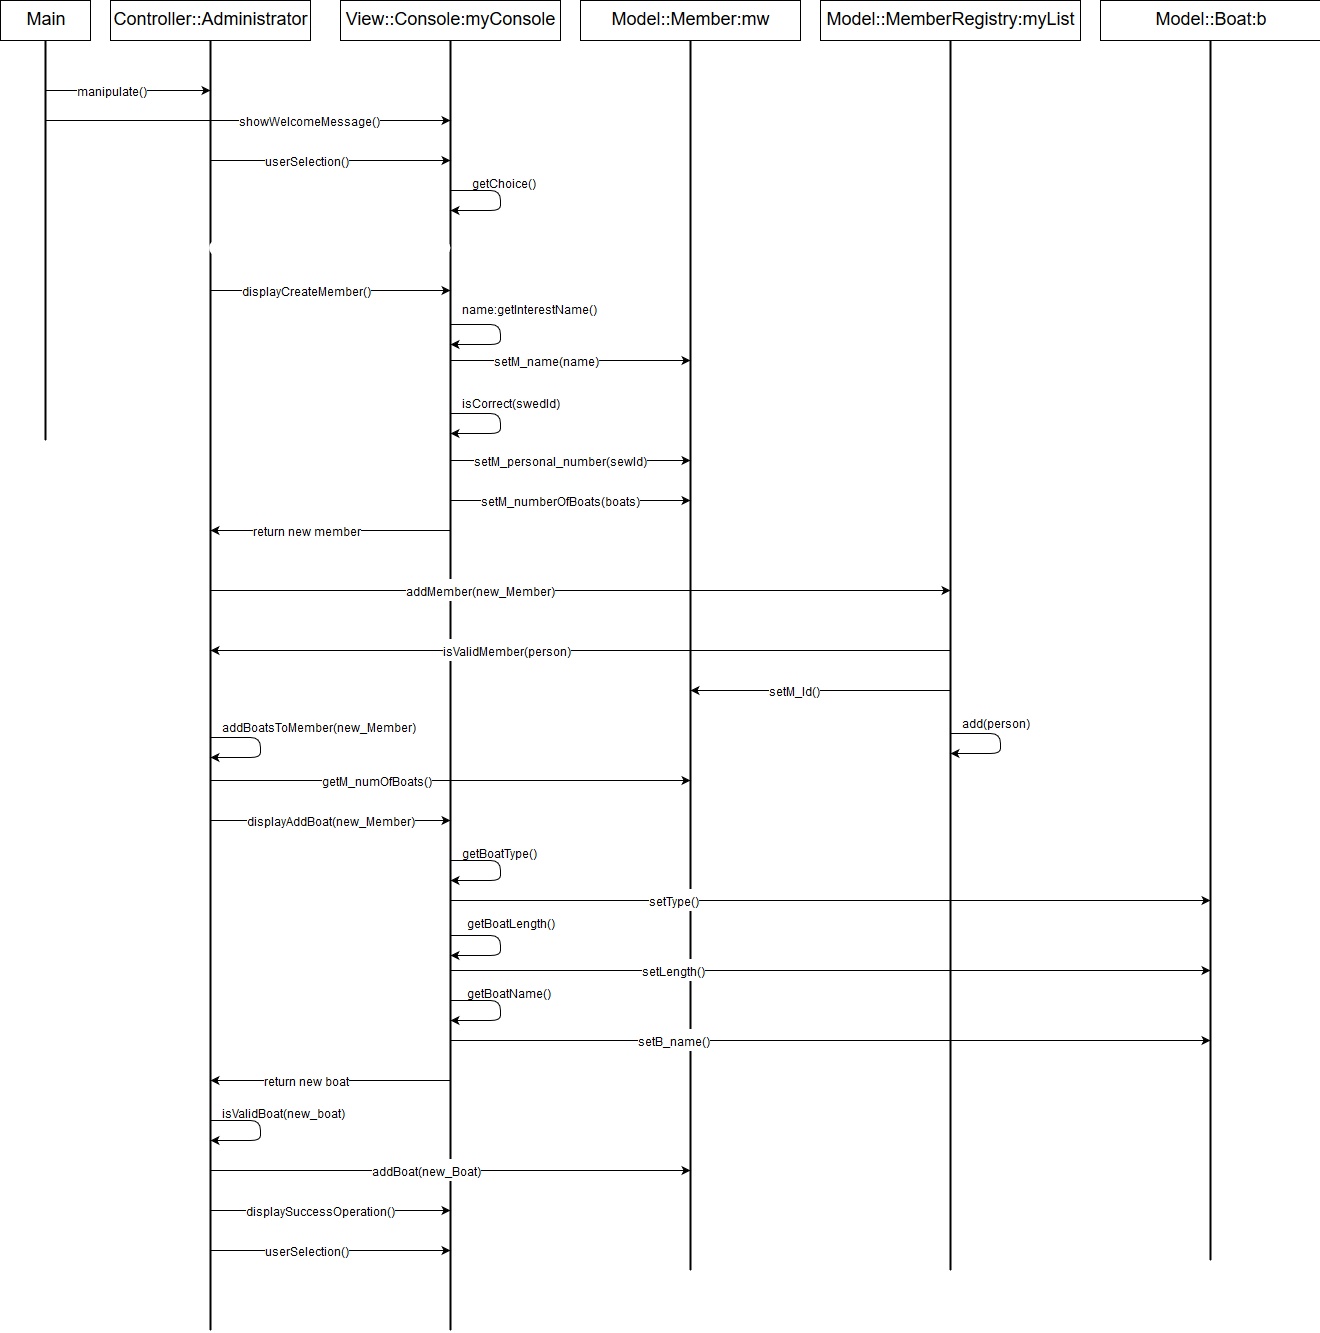 Main
Controller::Administrator
View::Console:myConsole
Model::Member:mw
Model::MemberRegistry:myList
Model::Boat:b
manipulate()
showWelcomeMessage()
userSelection()
getChoice()
displayCreateMember()
name:getInterestName()
setM_name(name)
isCorrect(swedId)
setM_personal_number(sewId)
setM_numberOfBoats(boats)
return new member
addMember(new_Member)
isValidMember(person)
setM_Id()
add(person)
addBoatsToMember(new_Member)
getM_numOfBoats()
displayAddBoat(new_Member)
getBoatType()
setType()
getBoatLength()
setLength()
getBoatName()
setB_name()
return new boat
isValidBoat(new_boat)
addBoat(new_Boat)
displaySuccessOperation()
userSelection()